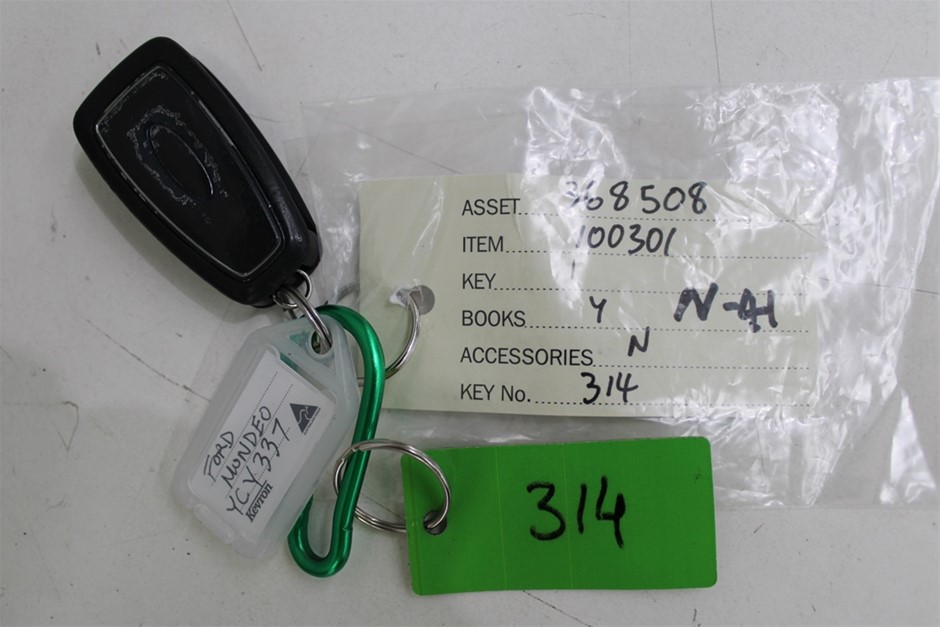 ASSET 368508
ITEM 100301
KEY 1
BOOKS Y
ACCESSORIES N
KEY No. 314
FORD
MONDEO
YCY337
Kevron
314